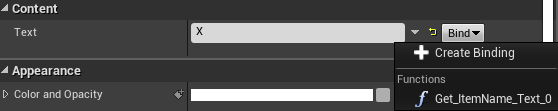 Content
Text X Bind
Create Binding
Appearance
Functions
Color and Opacity
f Get_ItemName_Text_0